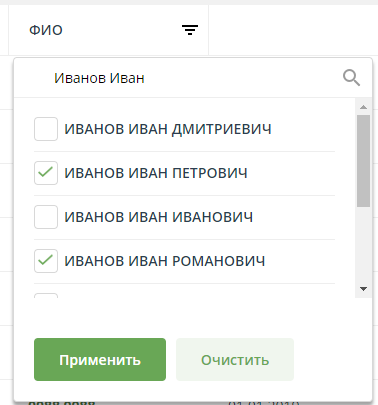 ФИО
Иванов Иван
ИВАНОВ ИВАН ДМИТРИЕВИЧ
ИВАНОВ ИВАН ПЕТРОВИЧ
ИВАНОВ ИВАН ИВАНОВИЧ
ИВАНОВ ИВАН РОМАНОВИЧ
Применить
Очистить